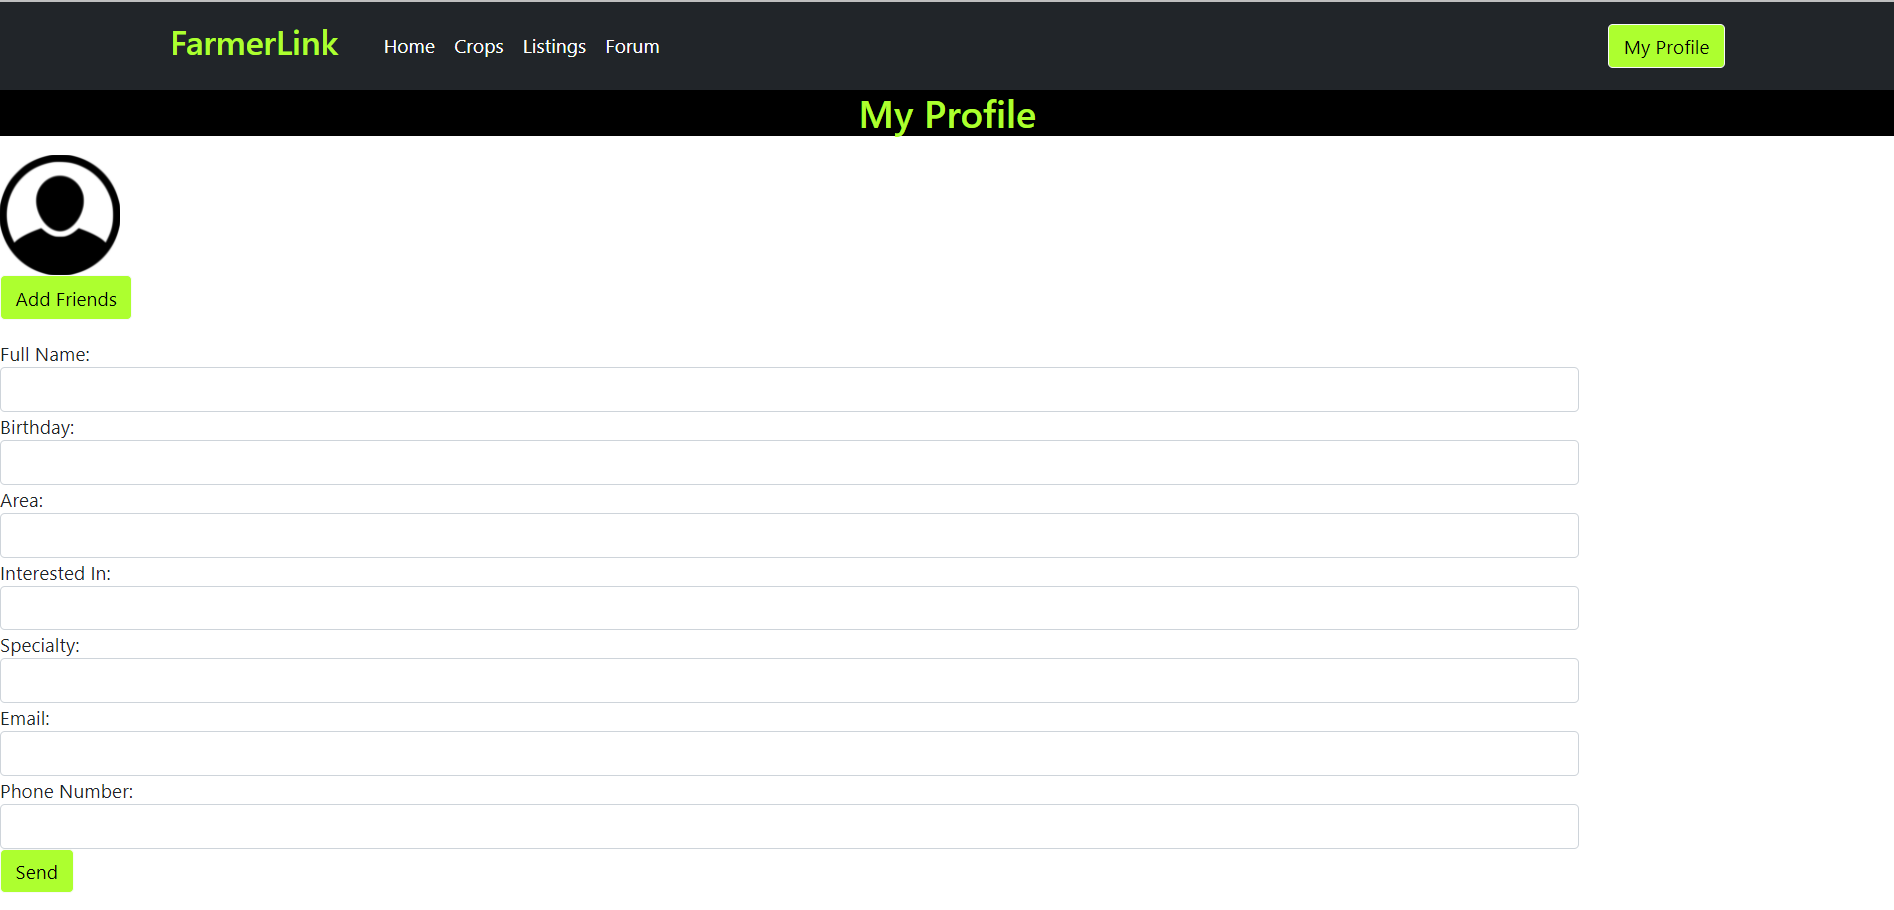 FarmerLink Home Crops Listings Forum My Profile
My Profile
Add Friends
Full Name:
Birthday:
Area:
Interested In:
Specialty:
Email:
Phone Number:
Send